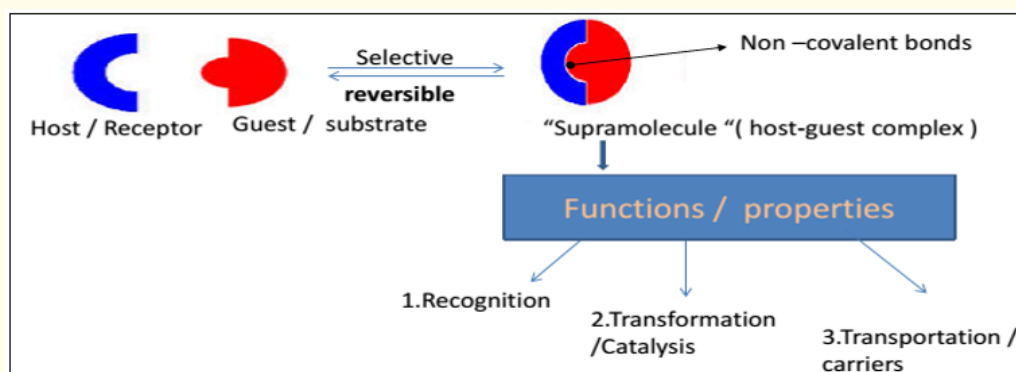 Non –covalent bonds
Selective
reversible
Host / Receptor
Guest / substrate
“Supramolecule “( host-guest complex )
Functions / properties
1.Recognition
2.Transformation
/Catalysis
3.Transportation /
carriers